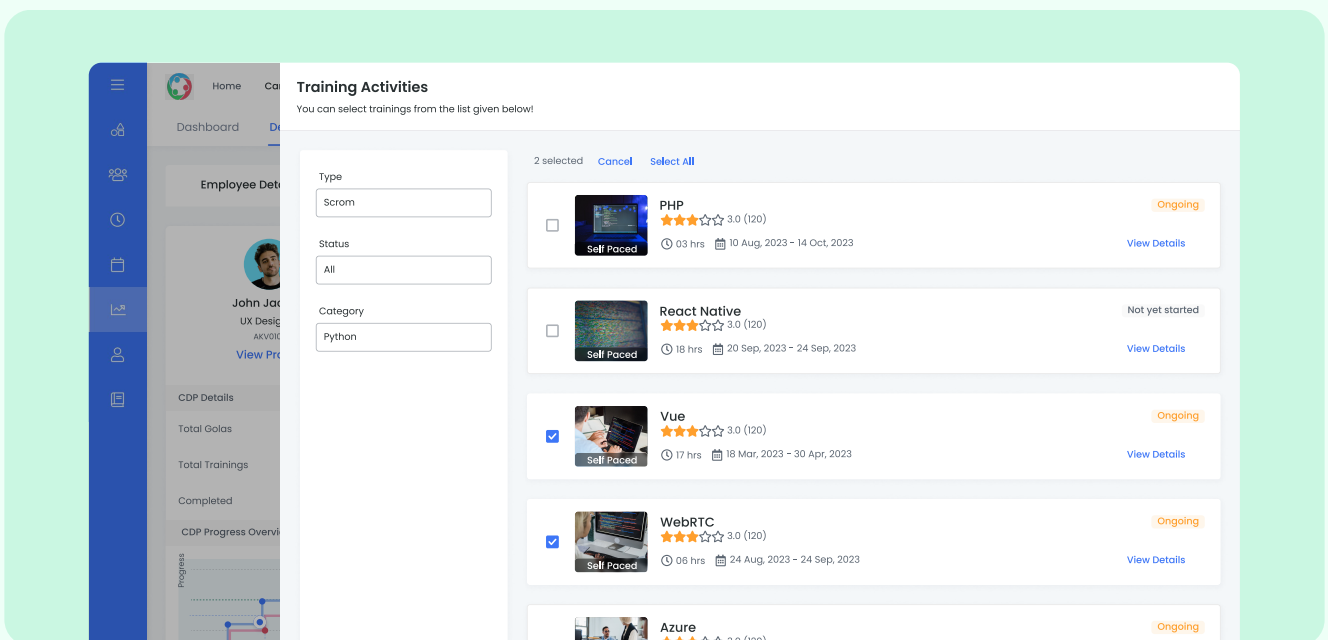 Home
Training Activities
You can select trainings from the list given below!
Dashboard
Employee
John
UX
View
CDP Details
Total Golas
Total Trainings
Completed
CDP Progress
Progress
Type
Scrom
Status
All
Category
Python
2 selected Cancel Select All
PHP
Ongoing
3.0 (120)
Self Paced
03 hrs 10 Aug, 2023 - 14 Oct, 2023
View Details
React Native
Not yet started
3.0 (120)
Self Paced
18 hrs 20 Sep, 2023 - 24 Sep, 2023
View Details
Vue
Ongoing
3.0 (120)
Self Paced
17 hrs 18 Mar, 2023 - 30 Apr, 2023
View Details
WebRTC
Ongoing
3.0 (120)
Self Paced
06 hrs 24 Aug, 2023 - 24 Sep, 2023
View Details
Azure
Ongoing
3.0 (120)